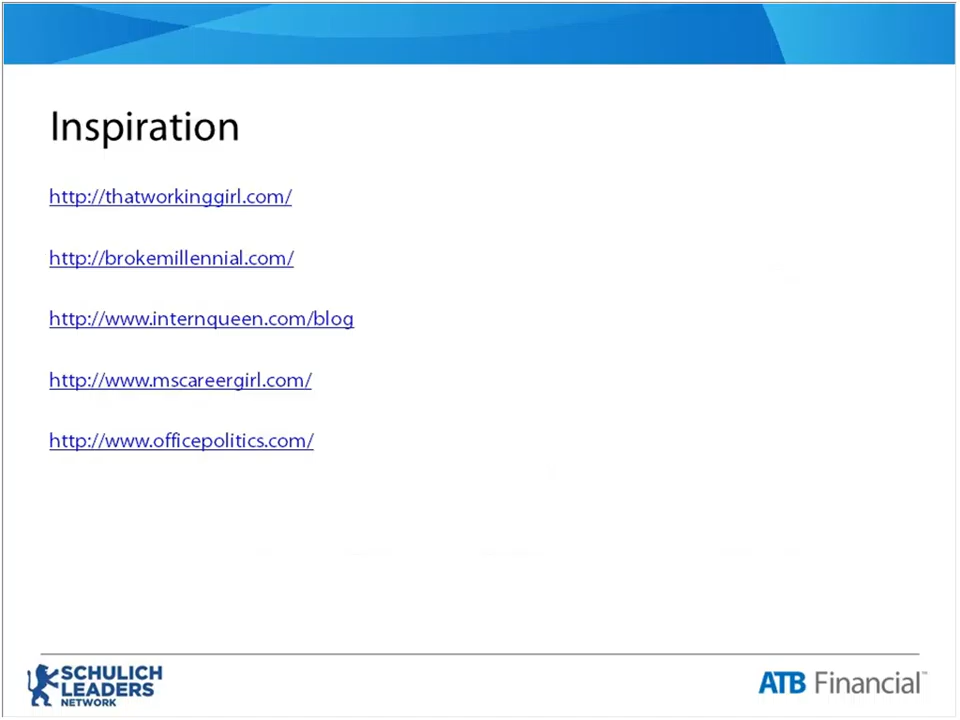 Inspiration
http://thatworkinggirl.com/
http://brokemillennial.com/
http://www.internqueen.com/blog
http://www.mscareergirl.com/
http://www.officepolitics.com/
SCHULICH
LEADERS
NETWORK
ATB Financial™